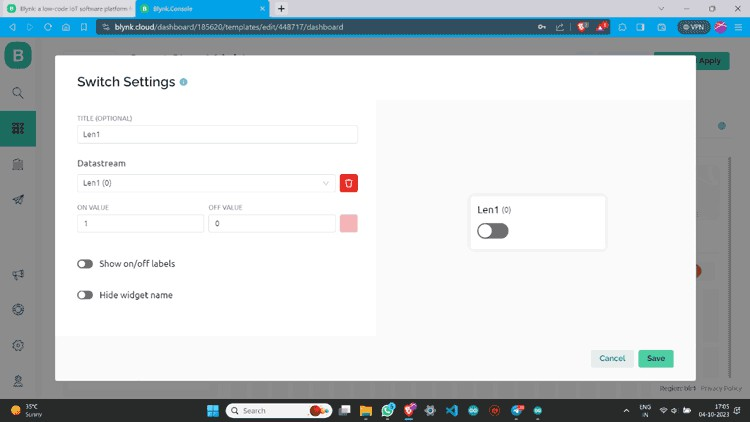 Blynk: a low-code IoT software platform
Blynk.Console
blynk.cloud/dashboard/185620/templates/edit/448717/dashboard
VPN
B
Apply
Switch Settings
TITLE (OPTIONAL)
Len1
Datastream
Len1 (0)
ON VALUE
OFF VALUE
1
0
Show on/off labels
Hide widget name
Len1 (0)
Cancel
Save
Privacy Policy
35°C
Sunny
Search
ENG
IN
17:05
04-10-2023